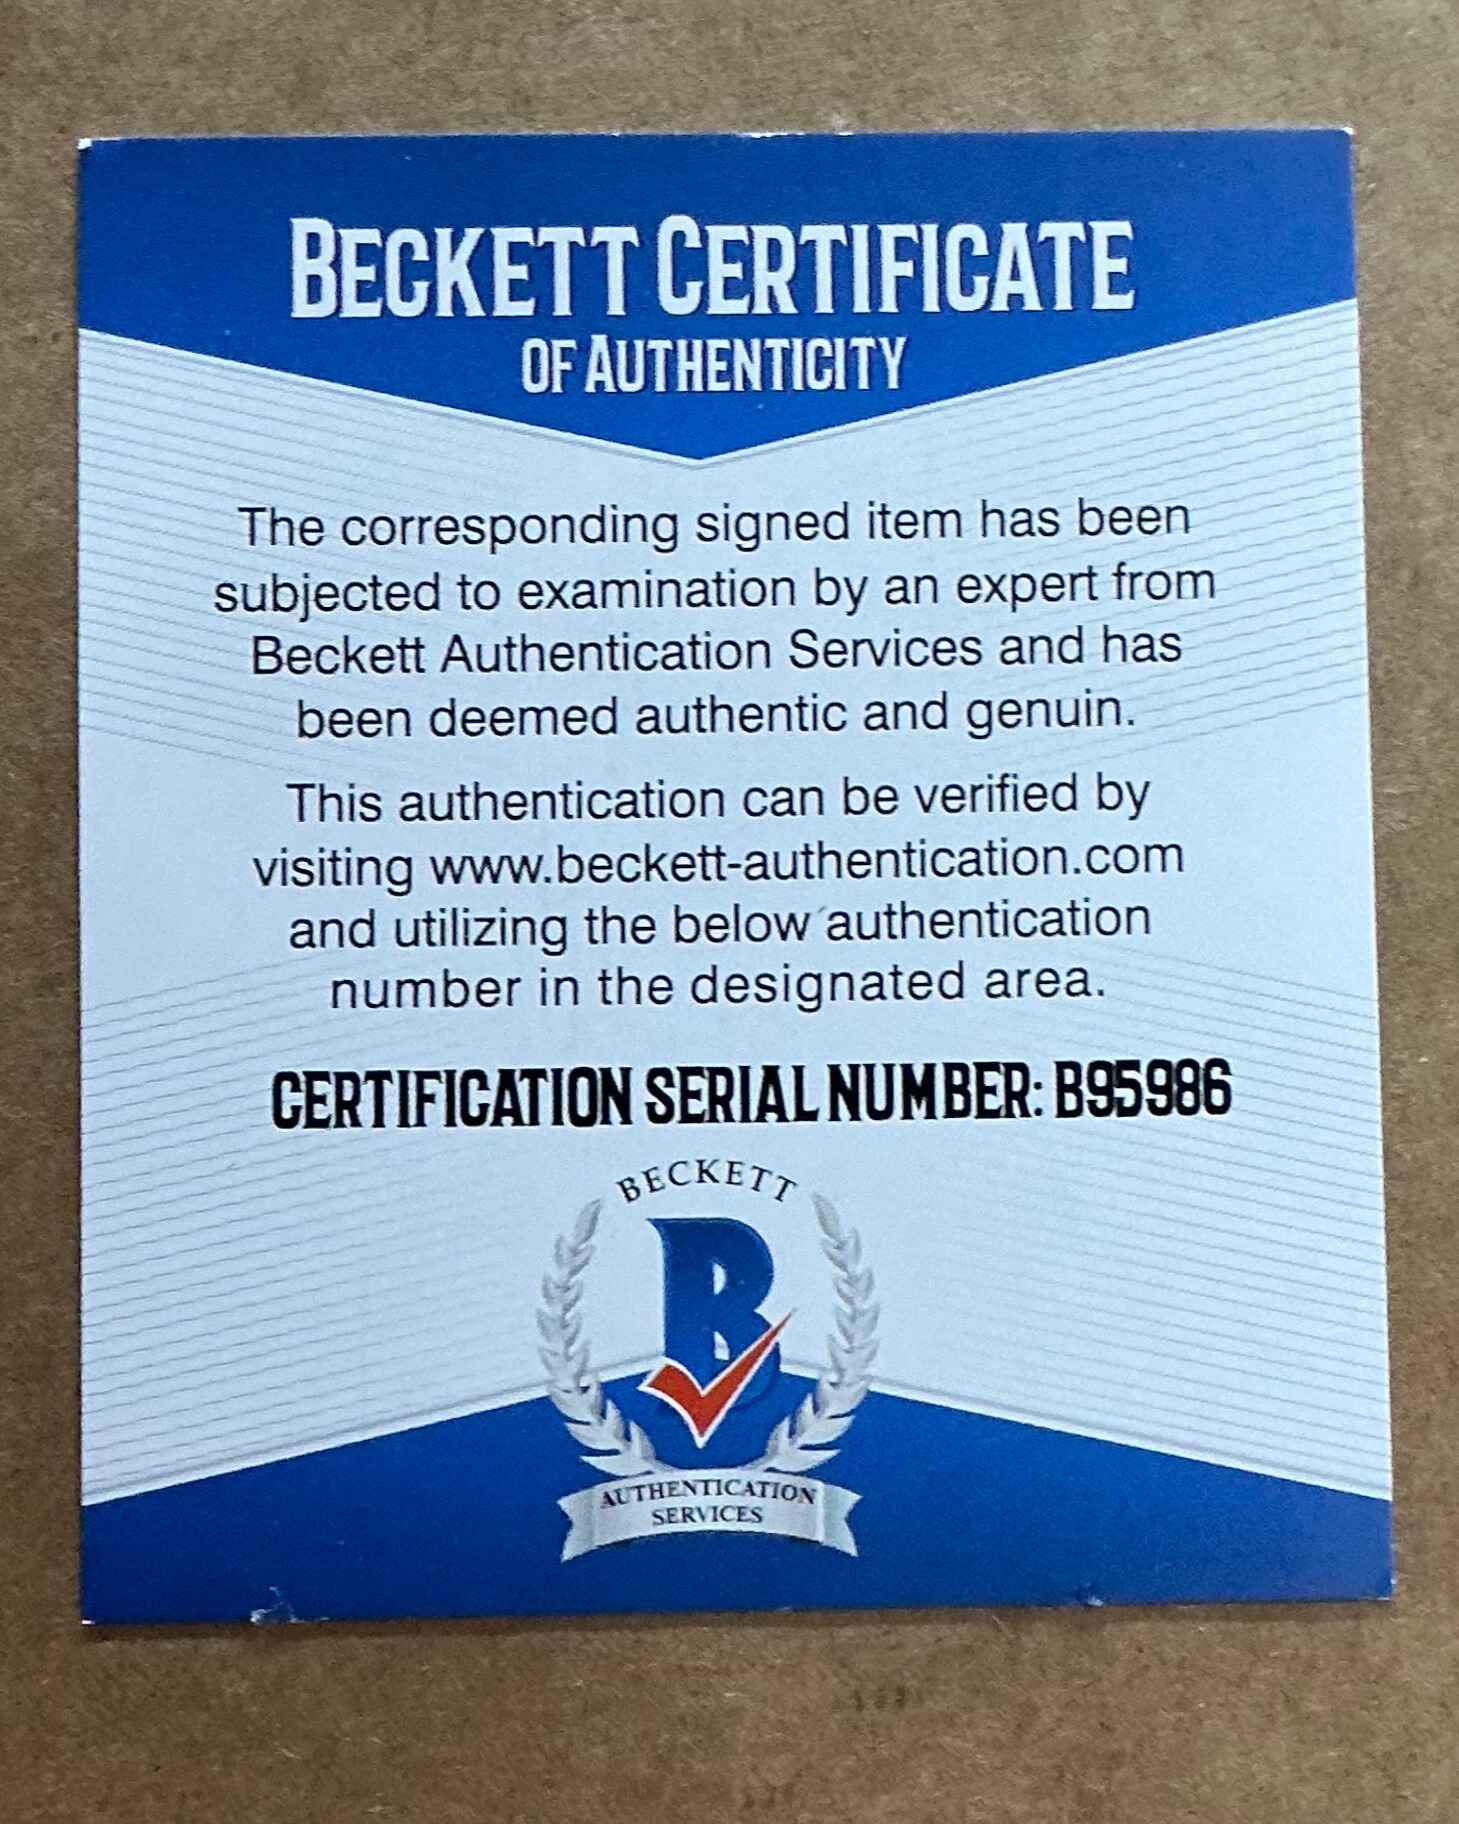 BECKETT CERTIFICATE
OF AUTHENTICITY
The corresponding signed item has been
subjected to examination by an expert from
Beckett Authentication Services and has
been deemed authentic and genuin.
This authentication can be verified by
visiting www.beckett-authentication.com
and utilizing the below authentication
number in the designated area.
CERTIFICATION SERIAL NUMBER: B95986
BECKETT
B
AUTHENTICATION
SERVICES